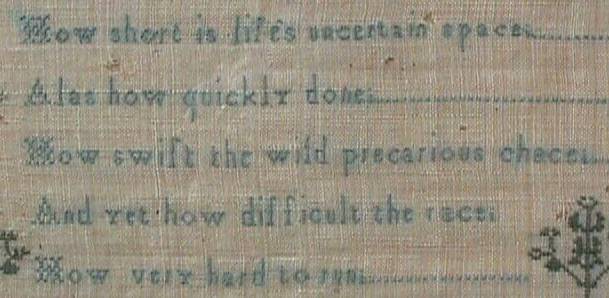 How short is life's uncertain space;
Alas how quickly done;
How swift the wild precarious chace;
And yet how difficult the race;
How very hard to run;